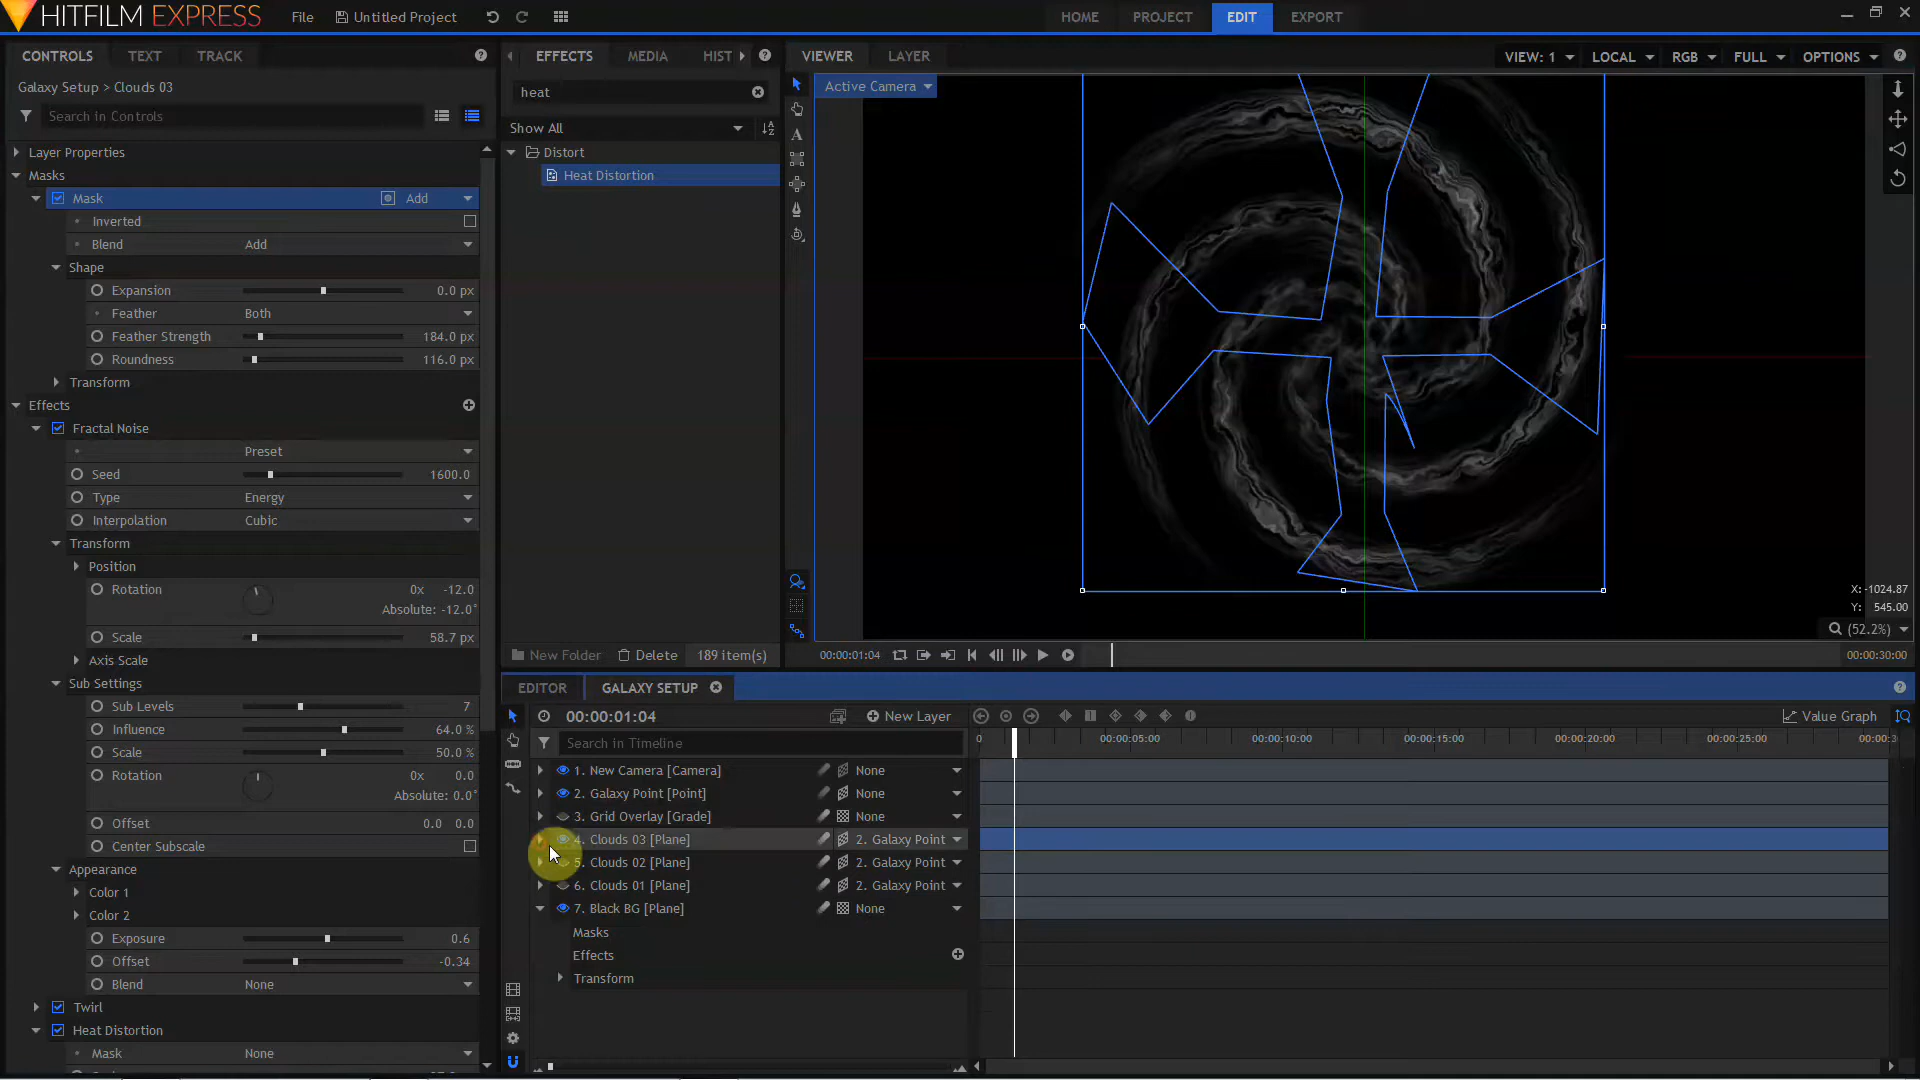 HITFILM EXPRESS
File
Untitled Project
HOME
PROJECT
EDIT
EXPORT
CONTROLS
TEXT
TRACK
EFFECTS
MEDIA
HIST
VIEWER
LAYER
VIEW: 1
LOCAL
RGB
FULL
OPTIONS
Galaxy Setup > Clouds 03
Search in Controls
Layer Properties
Masks
Mask Add
Inverted
Blend Add
Shape
Expansion 0.0 px
Feather Both
Feather Strength 184.0 px
Roundness 116.0 px
Transform
Effects
Fractal Noise
Preset
Seed 1600.0
Type Energy
Interpolation Cubic
Transform
Position
Rotation 0x -12.0
Absolute: -12.0°
Scale 58.7 px
Axis Scale
Sub Settings
Sub Levels 7
Influence 64.0 %
Scale 50.0 %
Rotation 0x 0.0
Absolute: 0.0°
Offset 0.0 0.0
Center Subscale
Appearance
Color 1
Color 2
Exposure 0.6
Offset -0.34
Blend None
Twirl
Heat Distortion
Mask None
heat
Show All
Distort
Heat Distortion
New Folder
Delete
189 item(s)
Active Camera
X: -1024.87
Y: 545.00
(52.2%)
00:00:01:04
00:00:30:00
EDITOR
GALAXY SETUP
00:00:01:04
New Layer
Value Graph
Search in Timeline
0 00:00:05:00 00:00:10:00 00:00:15:00 00:00:20:00 00:00:25:00 00:00:3
1. New Camera [Camera] None
2. Galaxy Point [Point] None
3. Grid Overlay [Grade] None
4. Clouds 03 [Plane] 2. Galaxy Point
5. Clouds 02 [Plane] 2. Galaxy Point
6. Clouds 01 [Plane] 2. Galaxy Point
7. Black BG [Plane] None
Masks
Effects
Transform